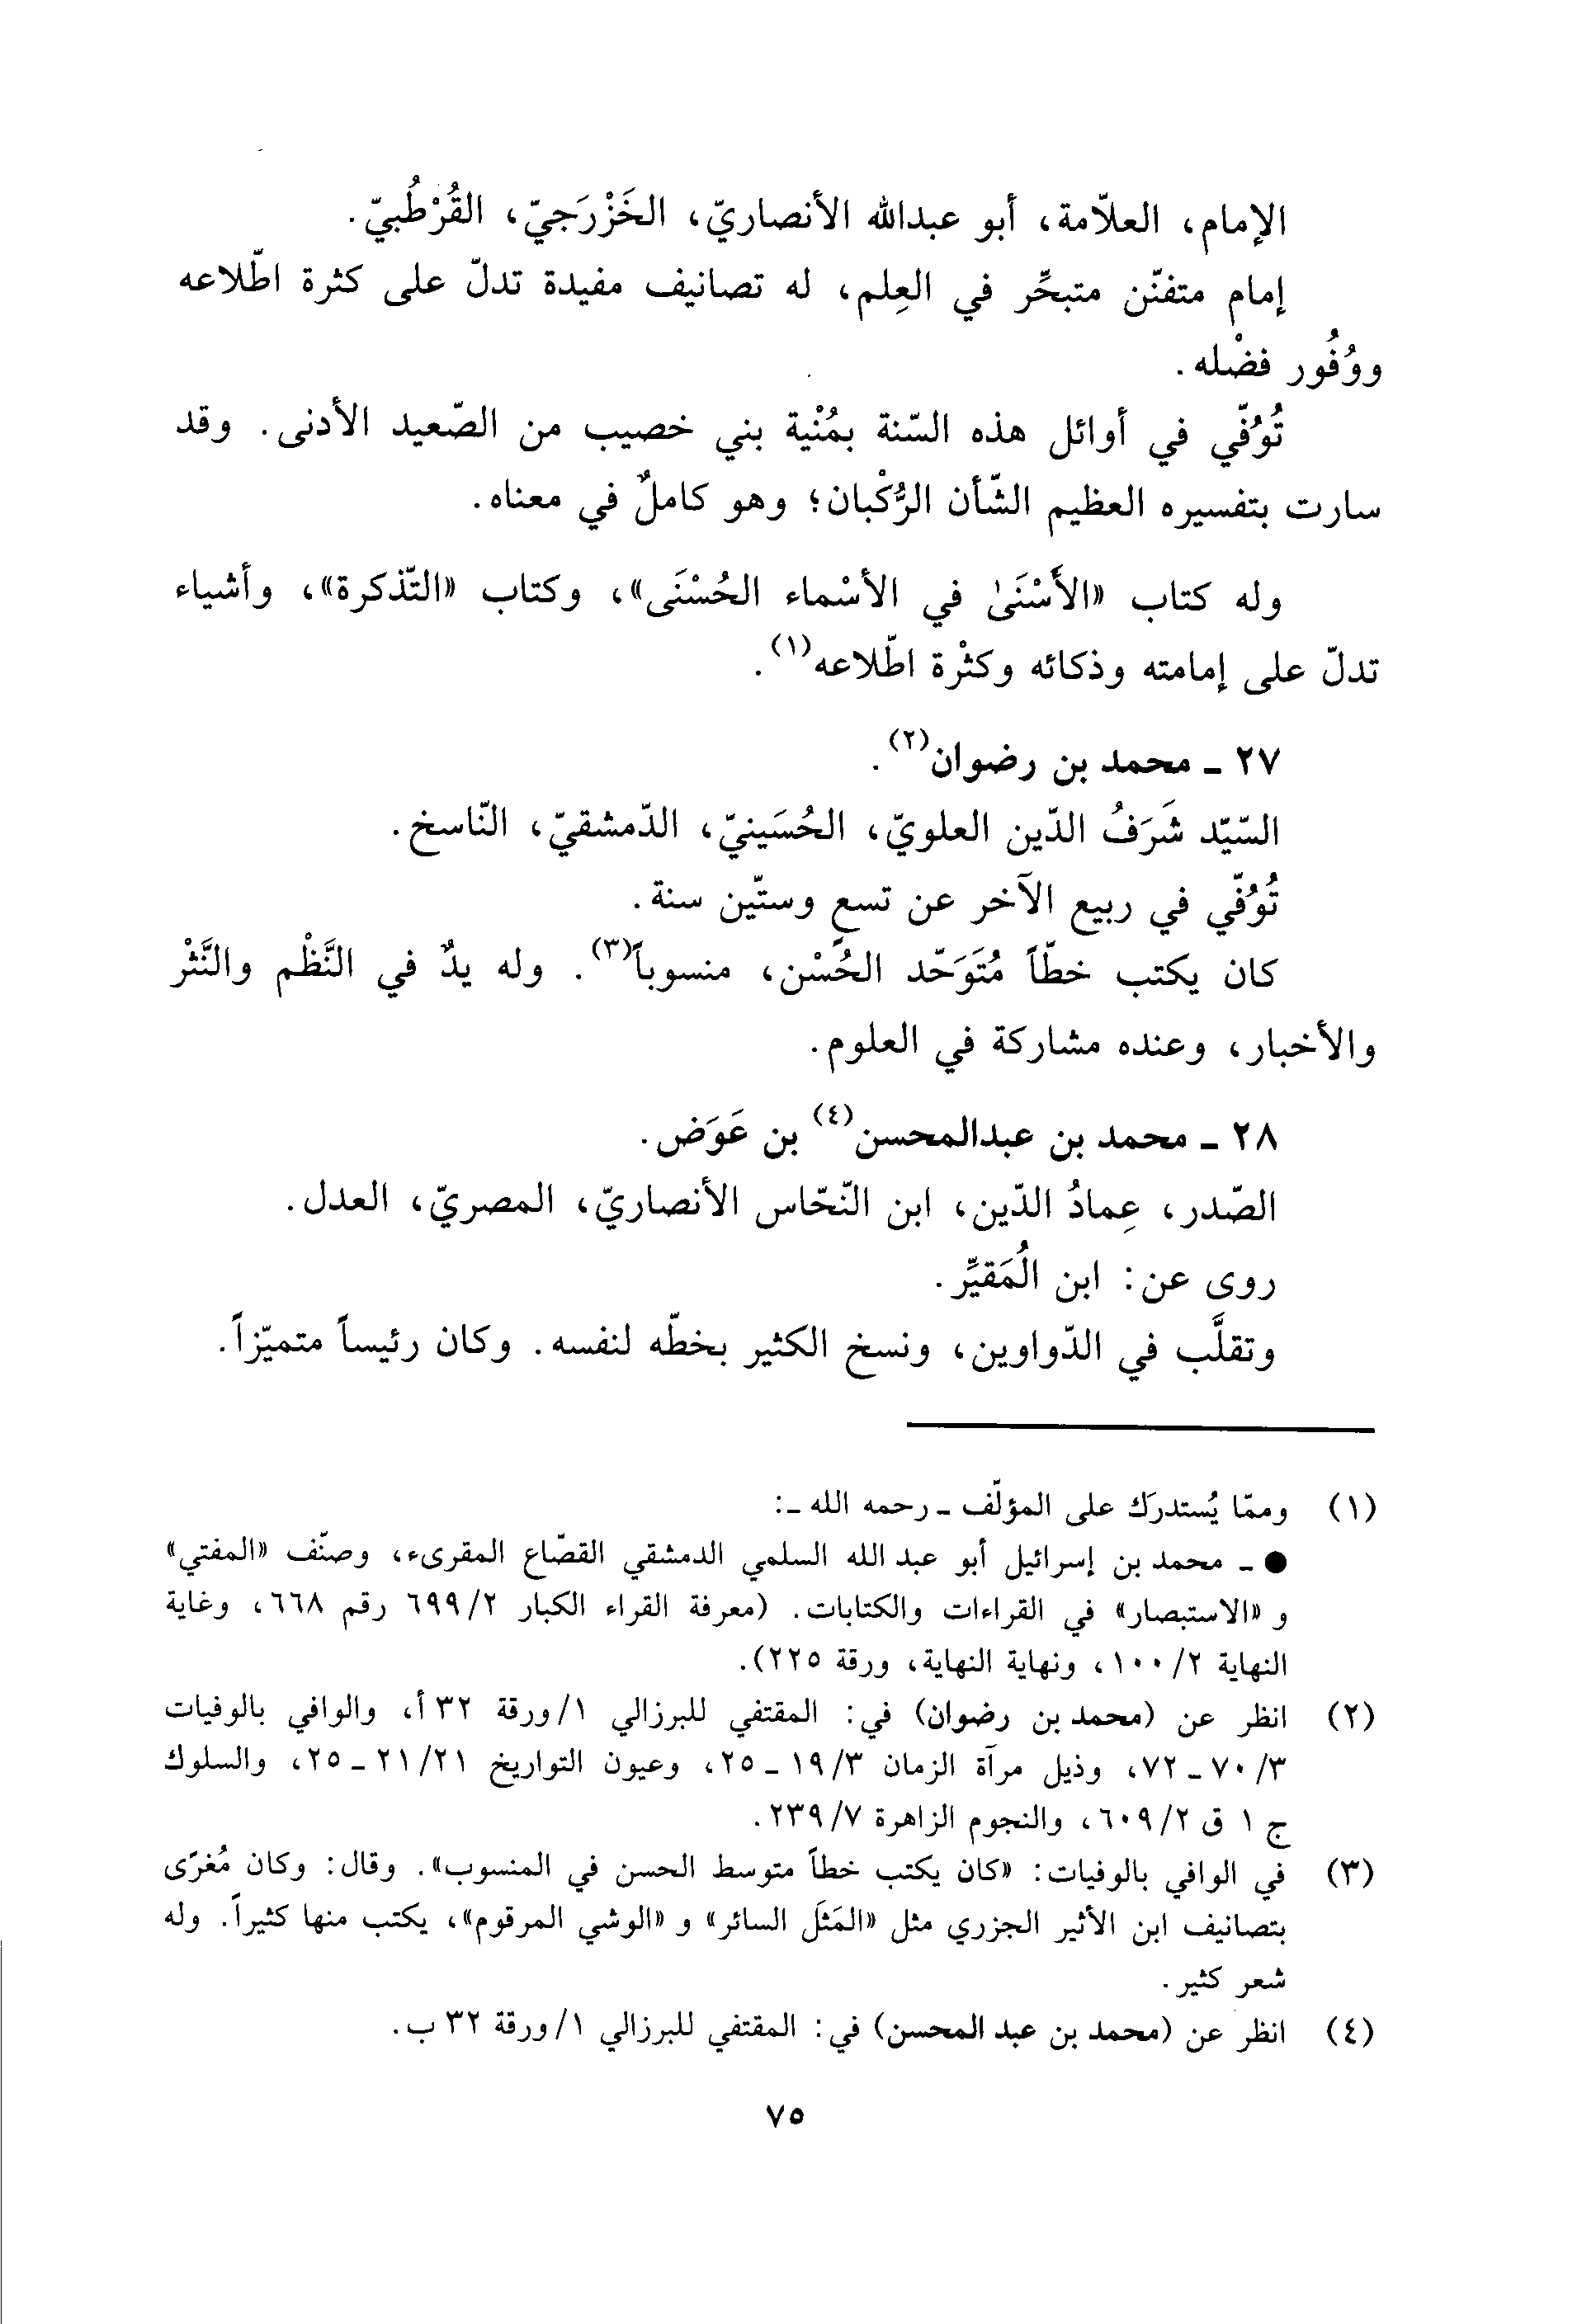 الإمام، العلاّمة، أبو عبدالله الأنصاريّ، الخَزْرَجيّ، القُرْطُبيّ.
إمام متفنّن متبحِّر في العِلم، له تصانيف مفيدة تدلّ على كثرة اطّلاعه
ووُفُور فضْله.
تُوُفّي في أوائل هذه السّنة بمُنْية بني خصيب من الصّعيد الأدنى. وقد
سارت بتفسيره العظيم الشّأن الرُّكْبان؛ وهو كاملٌ في معناه.
وله كتاب «الأَسْنَىٰ في الأسْماء الحُسْنَى»، وكتاب «التّذكرة»، وأشياء
تدلّ على إمامته وذكائه وكثْرة اطّلاعه(١).
٢٧ ـ محمد بن رضوان(٢).
السّيّد شَرَفُ الدّين العلويّ، الحُسَينيّ، الدّمشقيّ، النّاسخ.
تُوُفّي في ربيع الآخر عن تسعٍ وستّين سنة.
كان يكتب خطّاً مُتَوَحّد الحُسْن، منسوباً(٣). وله يدٌ في النَّظْم والنَّثْر
والأخبار، وعنده مشاركة في العلوم.
٢٨ ـ محمد بن عبدالمحسن(٤) بن عَوَض.
الصّدر، عِمادُ الدّين، ابن النّحّاس الأنصاريّ، المصريّ، العدل.
روى عن: ابن الُمَقيِّر.
وتقلَّب في الدّواوين، ونسخ الكثير بخطّه لنفسه. وكان رئيساً متميّزاً.
(١) وممّا يُستدرَك على المؤلّف ـ رحمه الله ـ:
● ـ محمد بن إسرائيل أبو عبد الله السلمي الدمشقي القصّاع المقرىء، وصنّف «المفتي»
و «الاستبصار» في القراءات والكتابات. (معرفة القراء الكبار ٦٩٩/٢ رقم ٦٦٨، وغاية
النهاية ١٠٠/٢، ونهاية النهاية، ورقة ٢٢٥).
(٢) انظر عن (محمد بن رضوان) في: المقتفي للبرزالي ١/ورقة ٣٢ أ، والوافي بالوفيات
٧٠/٣ ـ ٧٢، وذيل مرآة الزمان ١٩/٣ ـ ٢٥، وعيون التواريخ ٢١/٢١ ـ ٢٥، والسلوك
ج ١ ق ٦٠٩/٢، والنجوم الزاهرة ٢٣٩/٧.
(٣) في الوافي بالوفيات: «كان يكتب خطاً متوسط الحسن في المنسوب». وقال: وكان مُغرّى
بتصانيف ابن الأثير الجزري مثل «المَثَل السائر» و «الوشي المرقوم»، يكتب منها كثيراً. وله
شعر كثير.
(٤) انظر عن (محمد بن عبد المحسن) في: المقتفي للبرزالي ١/ورقة ٣٢ ب.
٧٥